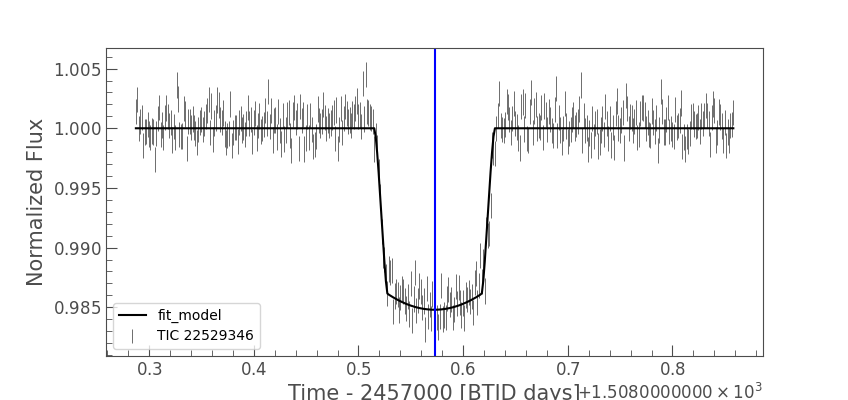 1.005
1.000
0.995
0.990
0.985
Normalized Flux
fit_model
TIC 22529346
0.3 0.4 0.5 0.6 0.7 0.8
Time - 2457000 [BTJD days]
+1.5080000000 × 10³